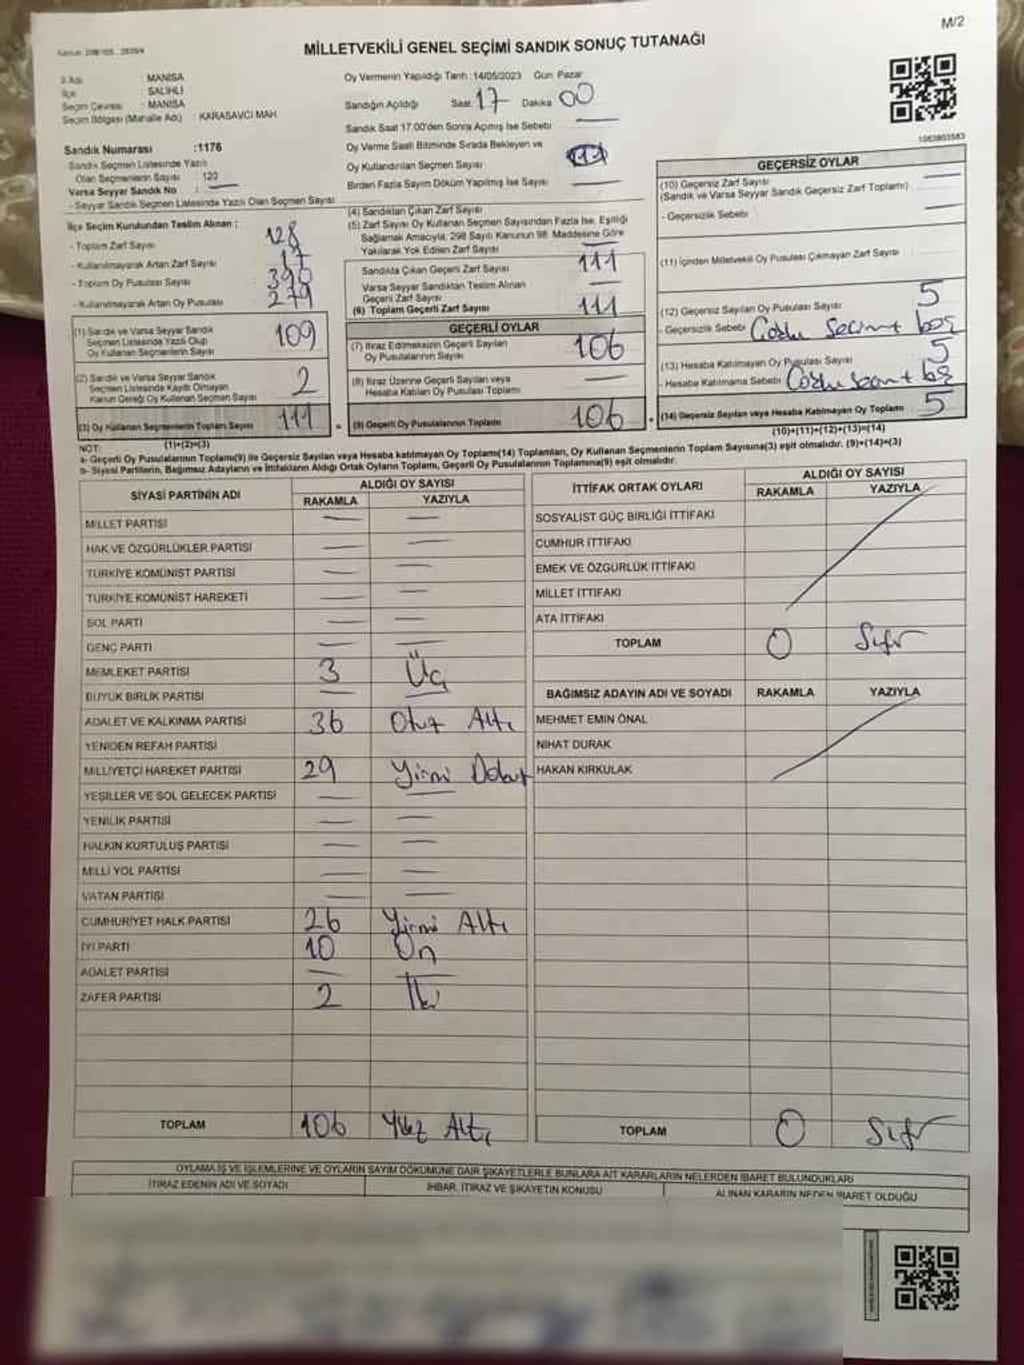 M/2
MİLLETVEKİLİ GENEL SEÇİMİ SANDIK SONUÇ TUTANAĞI
İl Adı : MANİSA
İlçe : SALİHLİ
Seçim Çevresi : MANİSA
Seçim Bölgesi (Mahalle Adı) : KARASAVCI MAH.
Oy Vermenin Yapıldığı Tarih :14/05/2023 Gün: Pazar
Sandığın Açıldığı Saat: 17 Dakika 00
Sandık Saat 17.00'den Sonra Açılmış İse Sebebi
Oy Verme Saati Bitiminde Sırada Bekleyen ve
Oy Kullandırılan Seçmen Sayısı
Birden Fazla Sayım Döküm Yapılmış İse Sayısı
1083803583
Sandık Numarası :1176
Sandık Seçmen Listesinde Yazılı
Olan Seçmenlerin Sayısı 120
Varsa Seyyar Sandık No : —
- Seyyar Sandık Seçmen Listesinde Yazılı Olan Seçmen Sayısı
İlçe Seçim Kurulundan Teslim Alınan :
- Toplam Zarf Sayısı 128
- Kullanılmayarak Artan Zarf Sayısı 17
- Toplam Oy Pusulası Sayısı 390
- Kullanılmayarak Artan Oy Pusulası 279
(1) Sandık ve Varsa Seyyar Sandık
Seçmen Listesinde Yazılı Olup
Oy Kullanan Seçmenlerin Sayısı 109
(2) Sandık ve Varsa Seyyar Sandık
Seçmen Listesinde Kayıtlı Olmayan
Kanun Gereği Oy Kullanan Seçmen Sayısı 2
(3) Oy Kullanan Seçmenlerin Toplam Sayısı 111
(1)+(2)=(3)
(4) Sandıktan Çıkan Zarf Sayısı
(5) Zarf Sayısı Oy Kullanan Seçmen Sayısından Fazla İse, Eşitliği
Sağlamak Amacıyla, 298 Sayılı Kanunun 98. Maddesine Göre
Yakılarak Yok Edilen Zarf Sayısı —
Sandıkta Çıkan Geçerli Zarf Sayısı 111
Varsa Seyyar Sandıktan Teslim Alınan
Geçerli Zarf Sayısı —
(6) Toplam Geçerli Zarf Sayısı 111
GEÇERLİ OYLAR
(7) İtiraz Edilmeksizin Geçerli Sayılan
Oy Pusulalarının Sayısı 106
(8) İtiraz Üzerine Geçerli Sayılan veya
Hesaba Katılan Oy Pusulası Toplamı —
(9) Geçerli Oy Pusulalarının Toplamı 106
GEÇERSİZ OYLAR
(10) Geçersiz Zarf Sayısı —
(Sandık ve Varsa Seyyar Sandık Geçersiz Zarf Toplamı)
- Geçersizlik Sebebi —
(11) İçinden Milletvekili Oy Pusulası Çıkmayan Zarf Sayısı
(12) Geçersiz Sayılan Oy Pusulası Sayısı 5
- Geçersizlik Sebebi Çoklu Seçim + boş
(13) Hesaba Katılmayan Oy Pusulası Sayısı 5
- Hesaba Katılmama Sebebi Çoklu seçim + boş
(14) Geçersiz Sayılan veya Hesaba Katılmayan Oy Toplamı 5
(10)+(11)+(12)+(13)=(14)
NOT:
a- Geçerli Oy Pusulasının Toplamı(9) ile Geçersiz Sayılan veya Hesaba katılmayan Oy Toplamı(14) Toplamları, Oy Kullanan Seçmenlerin Toplam Sayısına(3) eşit olmalıdır. (9)+(14)=(3)
b- Siyasi Partilerin, Bağımsız Adayların ve İttifakların Aldığı Ortak Oyların Toplamı, Geçerli Oy Pusulalarının Toplamına(9) eşit olmalıdır.
SİYASİ PARTİNİN ADI ALDIĞI OY SAYISI
RAKAMLA YAZIYLA
MİLLET PARTİSİ — —
HAK VE ÖZGÜRLÜKLER PARTİSİ — —
TÜRKİYE KOMÜNİST PARTİSİ — —
TÜRKİYE KOMÜNİST HAREKETİ — —
SOL PARTİ — —
GENÇ PARTİ — —
MEMLEKET PARTİSİ 3 Üç
BÜYÜK BİRLİK PARTİSİ — —
ADALET VE KALKINMA PARTİSİ 36 Otuz Altı
YENİDEN REFAH PARTİSİ
MİLLİYETÇİ HAREKET PARTİSİ 29 Yirmi Dokuz
YEŞİLLER VE SOL GELECEK PARTİSİ — —
YENİLİK PARTİSİ — —
HALKIN KURTULUŞ PARTİSİ — —
MİLLİ YOL PARTİSİ — —
VATAN PARTİSİ — —
CUMHURİYET HALK PARTİSİ 26 Yirmi Altı
İYİ PARTİ 10 On
ADALET PARTİSİ — —
ZAFER PARTİSİ 2 İki
TOPLAM 106 Yüz Altı
İTTİFAK ORTAK OYLARI ALDIĞI OY SAYISI
RAKAMLA YAZIYLA
SOSYALİST GÜÇ BİRLİĞİ İTTİFAKI
CUMHUR İTTİFAKI
EMEK VE ÖZGÜRLÜK İTTİFAKI
MİLLET İTTİFAKI
ATA İTTİFAKI
TOPLAM 0 Sıfır
BAĞIMSIZ ADAYIN ADI VE SOYADI RAKAMLA YAZIYLA
MEHMET EMİN ÖNAL
NİHAT DURAK
HAKAN KIRKULAK
TOPLAM 0 Sıfır
OYLAMA İŞ VE İŞLEMLERİNE VE OYLARIN SAYIM DÖKÜMÜNE DAİR ŞİKAYETLERLE BUNLARA AİT KARARLARIN NELERDEN İBARET BULUNDUKLARI
İTİRAZ EDENİN ADI VE SOYADI İHBAR, İTİRAZ VE ŞİKAYETİN KONUSU ALINAN KARARIN NEDEN İBARET OLDUĞU